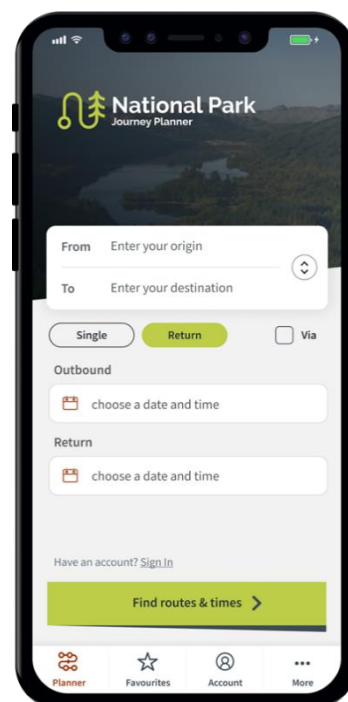 National Park
Journey Planner
From Enter your origin
To Enter your destination
Single Return Via
Outbound
choose a date and time
Return
choose a date and time
Have an account? Sign In
Find routes & times
Planner Favourites Account More